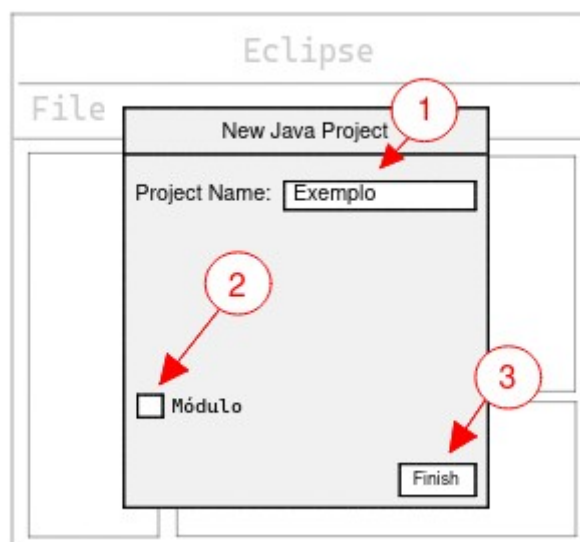 Eclipse
File
1
New Java Project
Project Name: Exemplo
2
3
Módulo
Finish